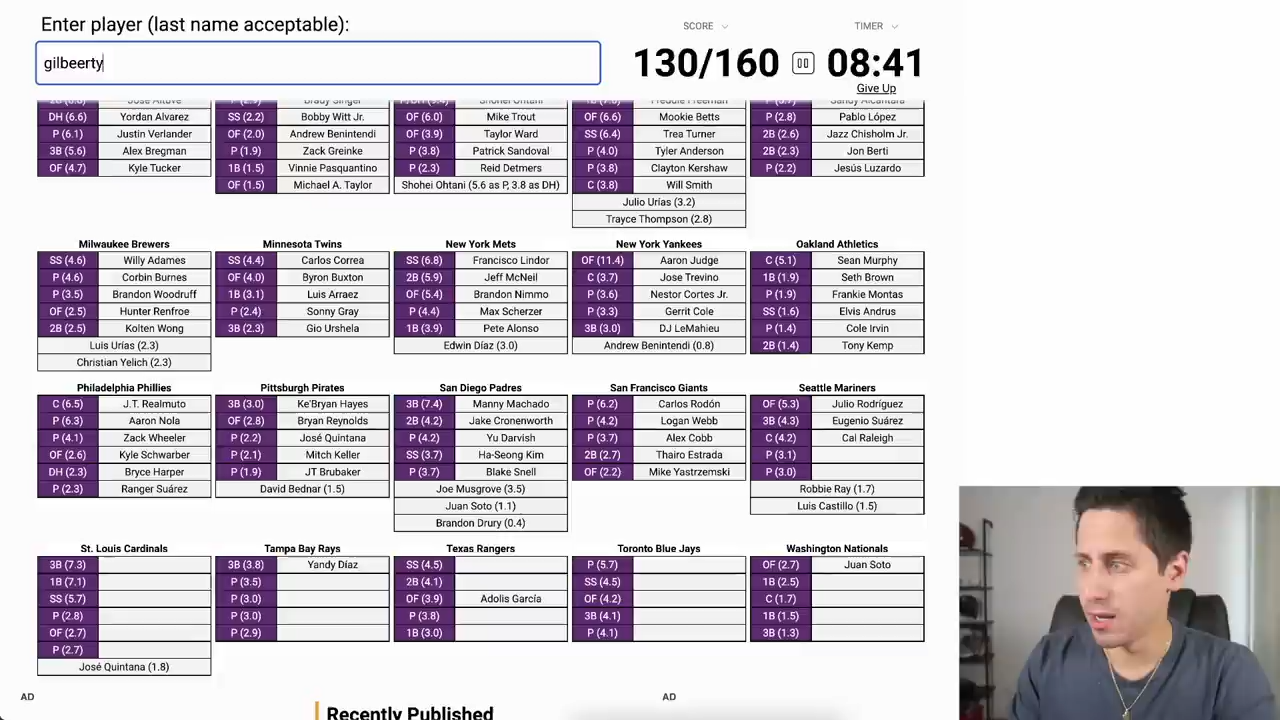 Enter player (last name acceptable):
SCORE
TIMER
gilbeerty
130/160
08:41
Give Up
2B (6.6) Jose Altuve
DH (6.6) Yordan Alvarez
P (6.1) Justin Verlander
3B (5.6) Alex Bregman
OF (4.7) Kyle Tucker
P (2.9) Brady Singer
SS (2.2) Bobby Witt Jr.
OF (2.0) Andrew Benintendi
P (1.9) Zack Greinke
1B (1.5) Vinnie Pasquantino
OF (1.5) Michael A. Taylor
P/DH (9.4) Shohei Ohtani
OF (6.0) Mike Trout
OF (3.9) Taylor Ward
P (3.8) Patrick Sandoval
P (2.3) Reid Detmers
Shohei Ohtani (5.6 as P, 3.8 as DH)
Freddie Freeman
OF (6.6) Mookie Betts
SS (6.4) Trea Turner
P (4.0) Tyler Anderson
P (3.8) Clayton Kershaw
C (3.8) Will Smith
Julio Urías (3.2)
Trayce Thompson (2.8)
Sandy Alcantara
P (2.8) Pablo López
2B (2.6) Jazz Chisholm Jr.
2B (2.3) Jon Berti
P (2.2) Jesús Luzardo
Milwaukee Brewers
SS (4.6) Willy Adames
P (4.6) Corbin Burnes
P (3.5) Brandon Woodruff
OF (2.5) Hunter Renfroe
2B (2.5) Kolten Wong
Luis Urías (2.3)
Christian Yelich (2.3)
Minnesota Twins
SS (4.4) Carlos Correa
OF (4.0) Byron Buxton
1B (3.1) Luis Arraez
P (2.4) Sonny Gray
3B (2.3) Gio Urshela
New York Mets
SS (6.8) Francisco Lindor
2B (5.9) Jeff McNeil
OF (5.4) Brandon Nimmo
P (4.4) Max Scherzer
1B (3.9) Pete Alonso
Edwin Díaz (3.0)
New York Yankees
OF (11.4) Aaron Judge
C (3.7) Jose Trevino
P (3.6) Nestor Cortes Jr.
P (3.3) Gerrit Cole
3B (3.0) DJ LeMahieu
Andrew Benintendi (0.8)
Oakland Athletics
C (5.1) Sean Murphy
1B (1.9) Seth Brown
P (1.9) Frankie Montas
SS (1.6) Elvis Andrus
P (1.4) Cole Irvin
2B (1.4) Tony Kemp
Philadelphia Phillies
C (6.5) J.T. Realmuto
P (6.3) Aaron Nola
P (4.1) Zack Wheeler
OF (2.6) Kyle Schwarber
DH (2.3) Bryce Harper
P (2.3) Ranger Suárez
Pittsburgh Pirates
3B (3.0) Ke'Bryan Hayes
OF (2.8) Bryan Reynolds
P (2.2) José Quintana
P (2.1) Mitch Keller
P (1.9) JT Brubaker
David Bednar (1.5)
San Diego Padres
3B (7.4) Manny Machado
2B (4.2) Jake Cronenworth
P (4.2) Yu Darvish
SS (3.7) Ha-Seong Kim
P (3.7) Blake Snell
Joe Musgrove (3.5)
Juan Soto (1.1)
Brandon Drury (0.4)
San Francisco Giants
P (6.2) Carlos Rodón
P (4.2) Logan Webb
P (3.7) Alex Cobb
2B (2.7) Thairo Estrada
OF (2.2) Mike Yastrzemski
Seattle Mariners
OF (5.3) Julio Rodríguez
3B (4.3) Eugenio Suárez
C (4.2) Cal Raleigh
P (3.1)
P (3.0)
Robbie Ray (1.7)
Luis Castillo (1.5)
St. Louis Cardinals
3B (7.3)
1B (7.1)
SS (5.7)
P (2.8)
OF (2.7)
P (2.7)
José Quintana (1.8)
Tampa Bay Rays
3B (3.8) Yandy Díaz
P (3.5)
P (3.0)
P (3.0)
P (2.9)
Texas Rangers
SS (4.5)
2B (4.1)
OF (3.9) Adolis García
P (3.8)
1B (3.0)
Toronto Blue Jays
P (5.7)
SS (4.5)
OF (4.2)
3B (4.1)
P (4.1)
Washington Nationals
OF (2.7) Juan Soto
1B (2.5)
C (1.7)
1B (1.5)
3B (1.3)
AD
AD
Recently Published